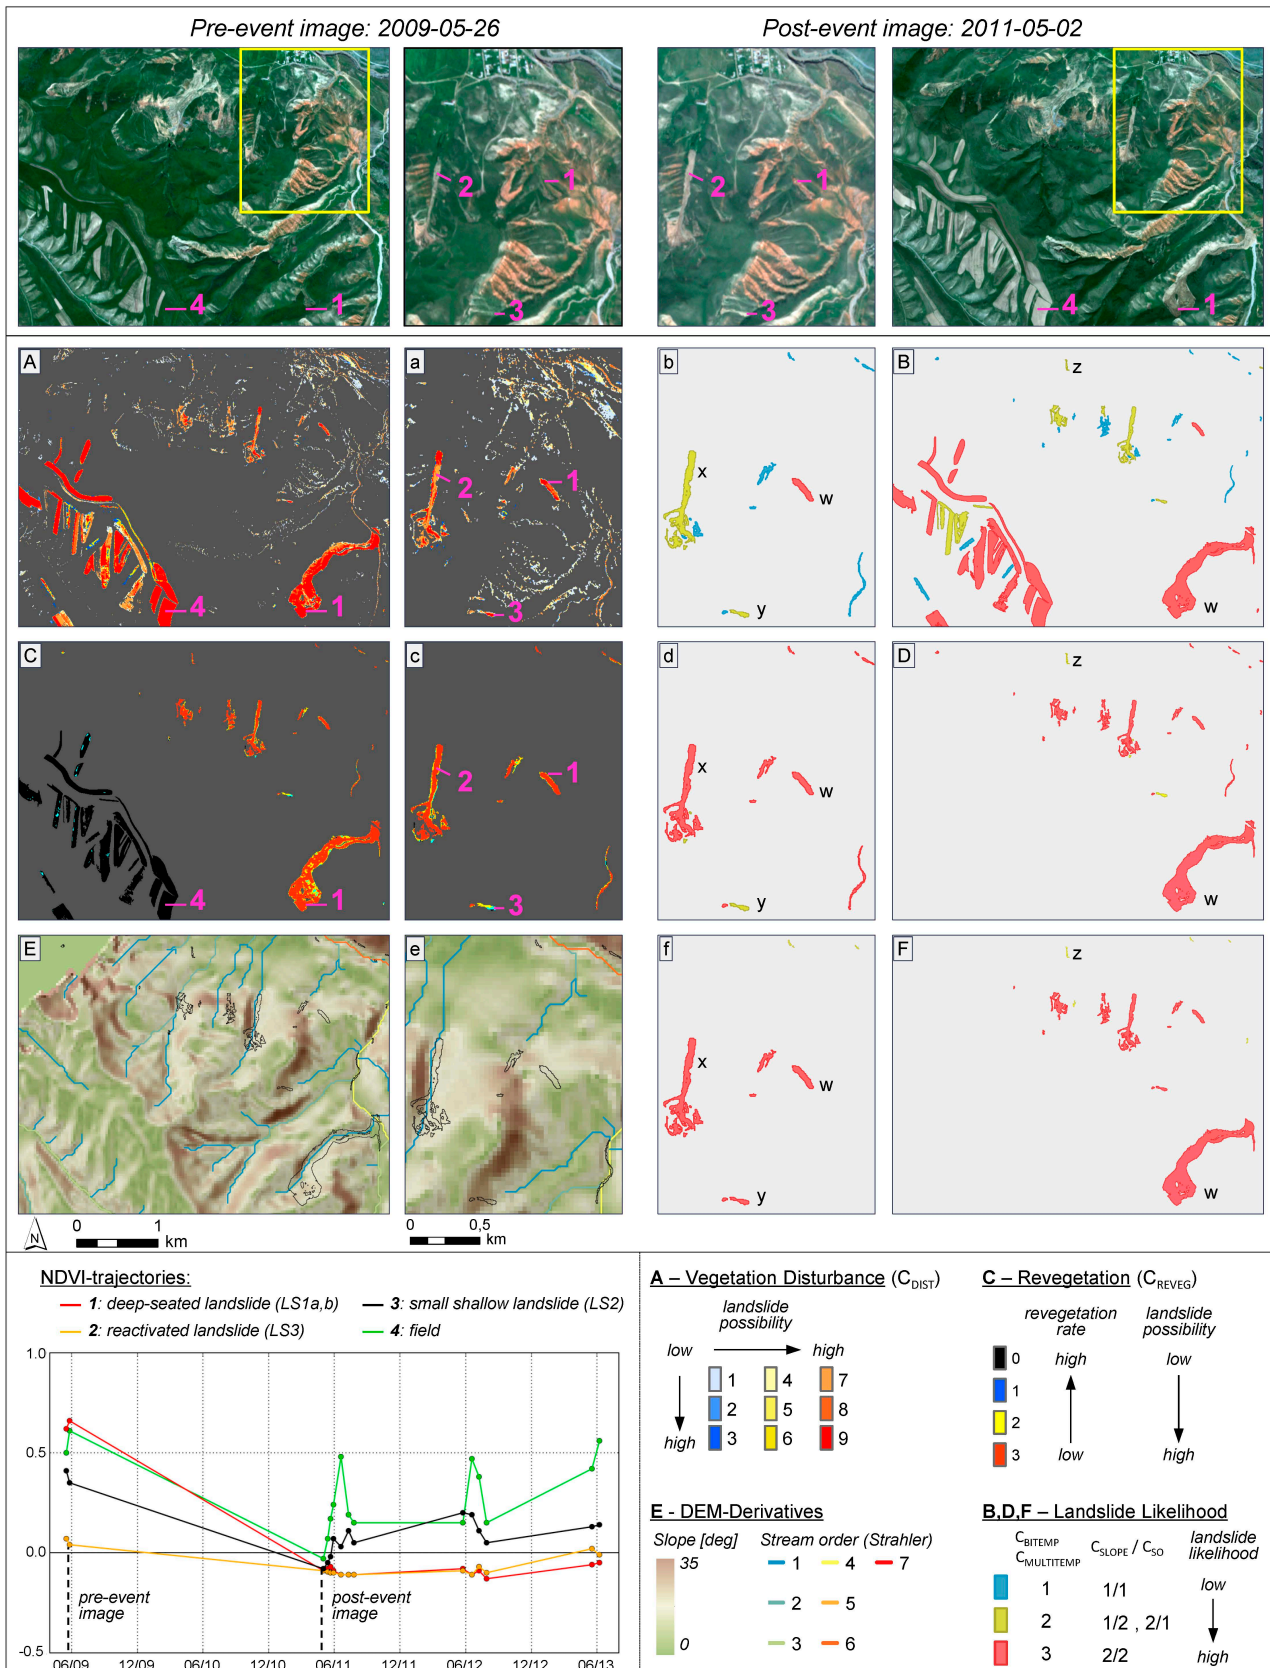 Pre-event image: 2009-05-26
Post-event image: 2011-05-02
4 1
2 1
3
2 1
3
4 1
A
4 1
a
2 1
3
b
x
w
y
B
z
w
C
4 1
c
2 1
3
d
x
w
y
D
z
w
E
e
f
x
w
y
F
z
w
N
0 1
km
0 0,5
km
NDVI-trajectories:
1: deep-seated landslide (LS1a,b)
2: reactivated landslide (LS3)
3: small shallow landslide (LS2)
4: field
1.0
0.5
0.0
-0.5
pre-event
image
post-event
image
06/09 12/09 06/10 12/10 06/11 12/11 06/12 12/12 06/13
A – Vegetation Disturbance (CDIST)
landslide
possibility
low high
high
1 4 7
2 5 8
3 6 9
C – Revegetation (CREVEG)
revegetation
rate
landslide
possibility
high low
low high
0
1
2
3
E - DEM-Derivatives
Slope [deg]
35
0
Stream order (Strahler)
1 4 7
2 5
3 6
B,D,F – Landslide Likelihood
CBITEMP
CMULTITEMP
CSLOPE / CSO
landslide
likelihood
1 1/1 low
2 1/2 , 2/1
3 2/2 high